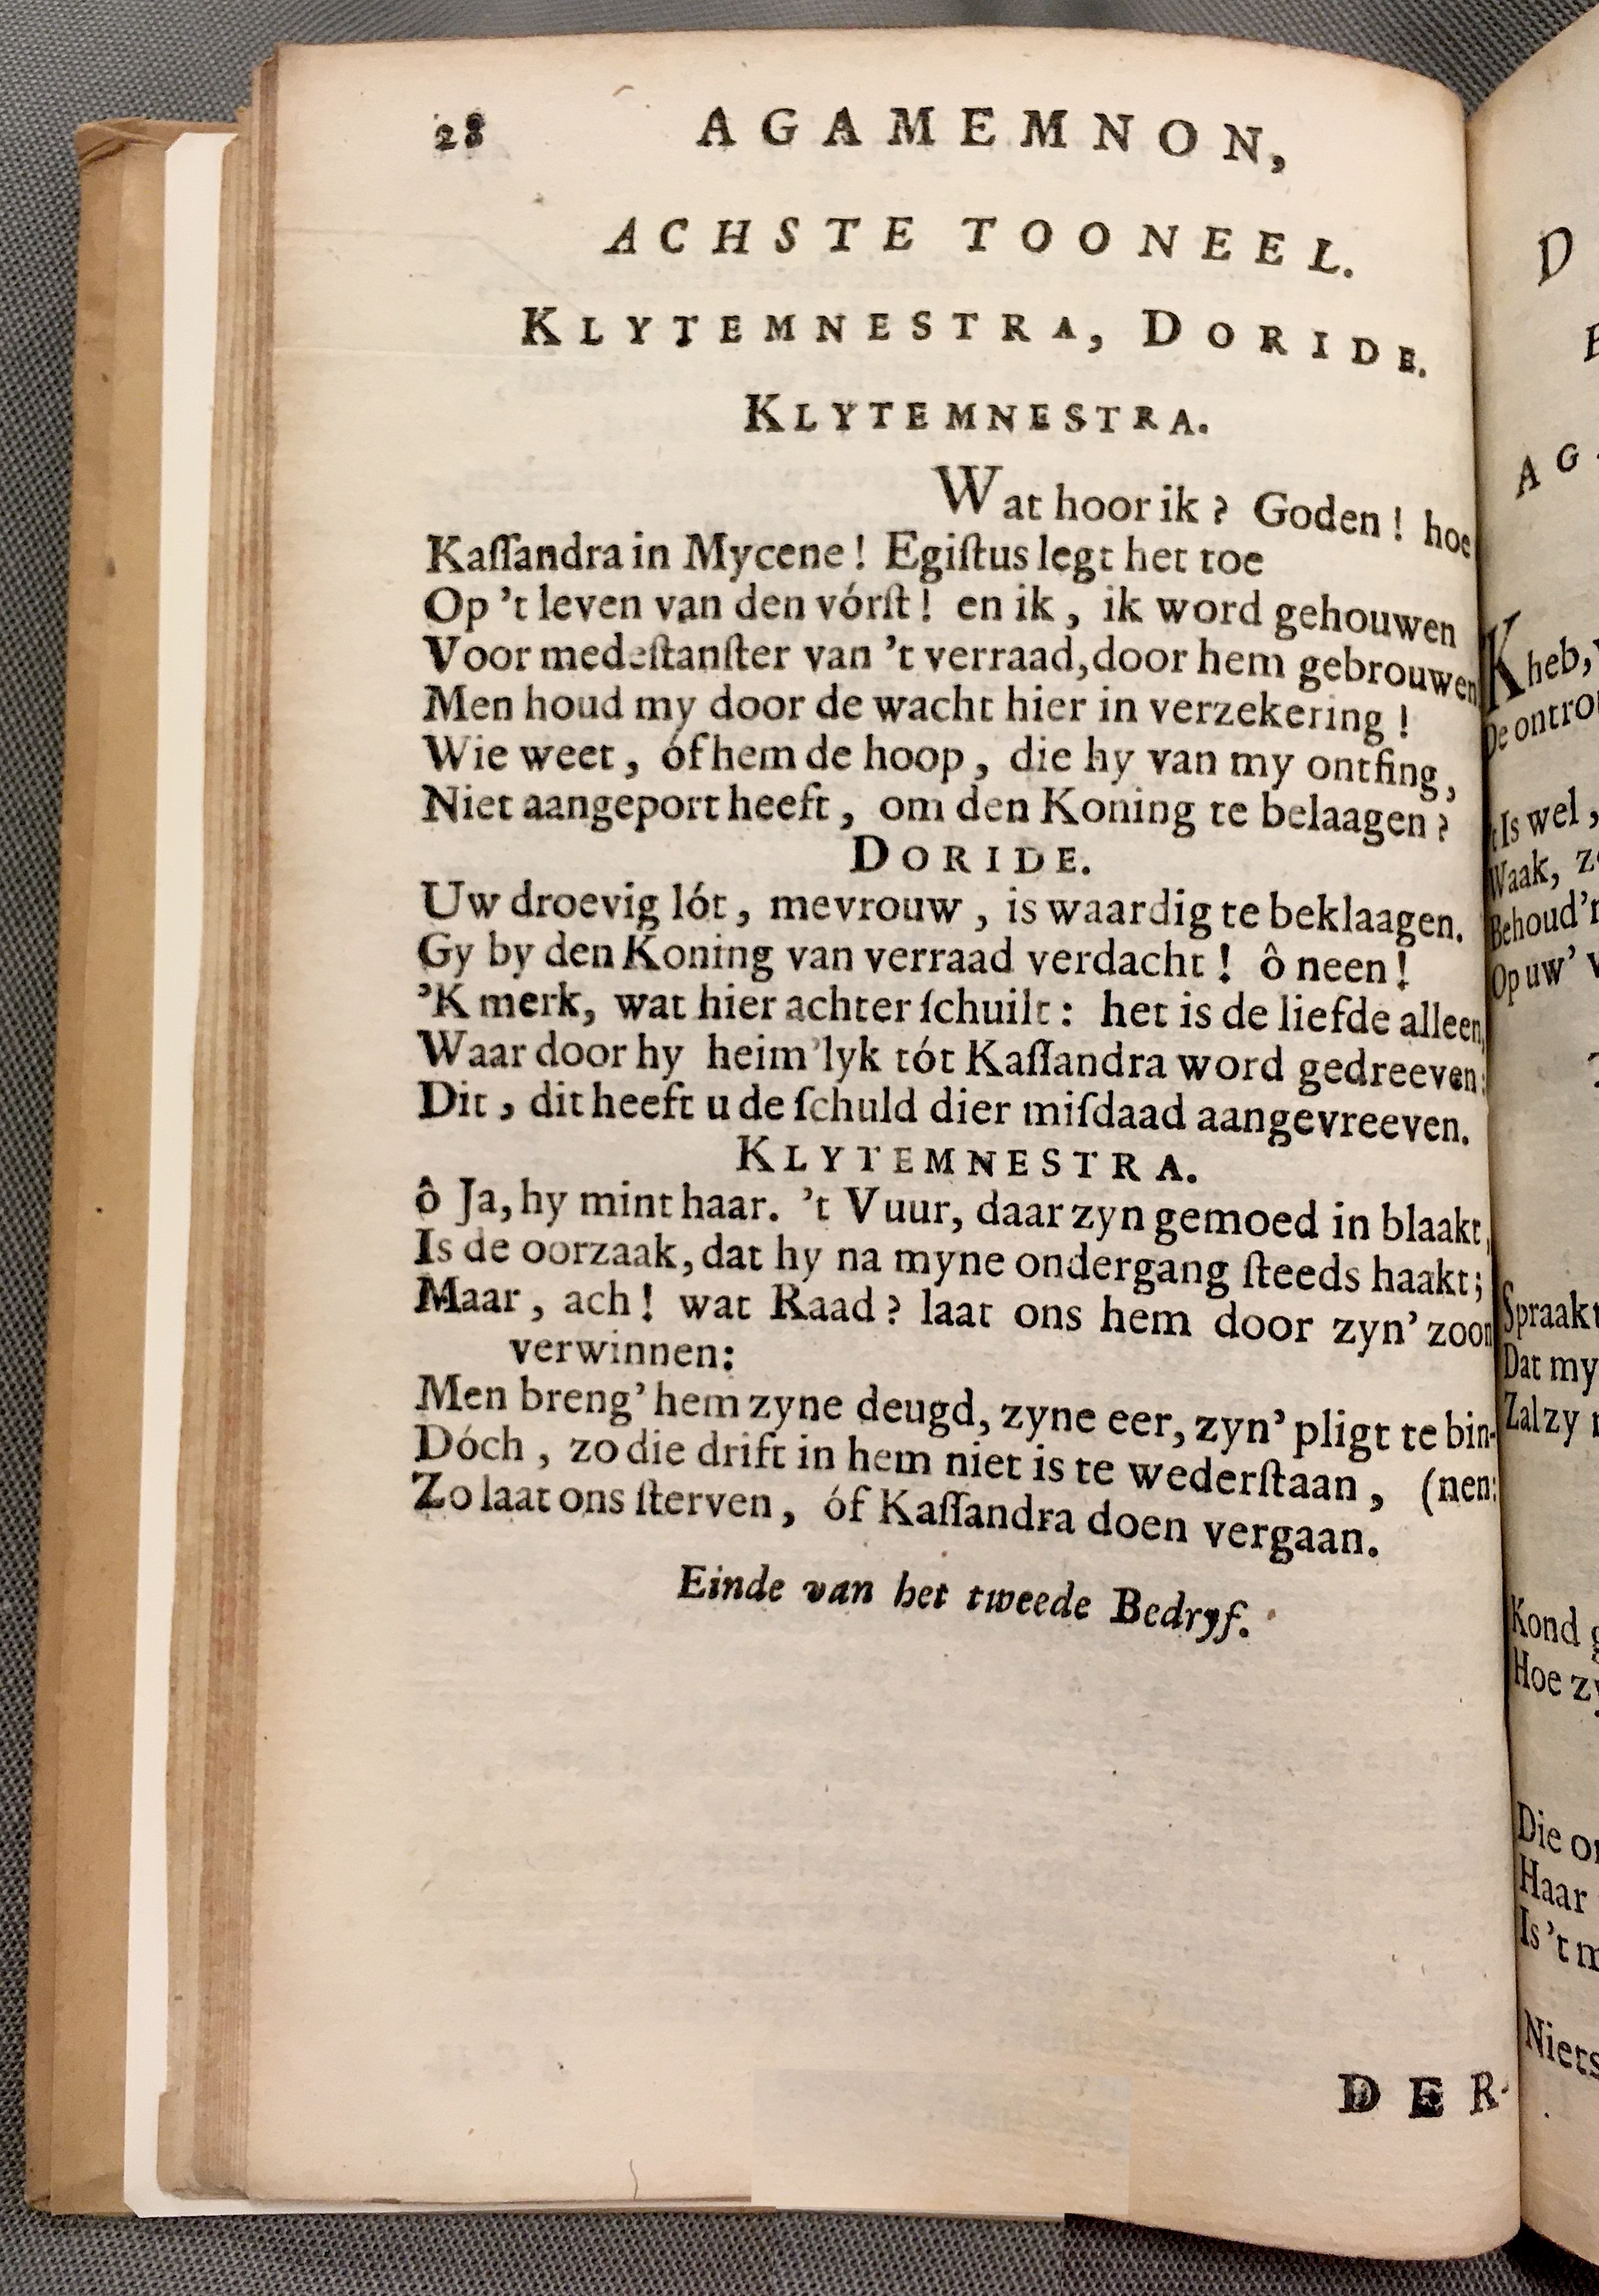 28 AGAMEMNON,
ACHSTE TOONEEL.
KLYTEMNESTRA, DORIDE.
KLYTEMNESTRA.
Wat hoor ik? Goden! hoe
Kaſſandra in Mycene! Egiſtus legt het toe
Op 't leven van den vórſt! en ik, ik word gehouwen
Voor medeſtanſter van 't verraad, door hem gebrouwen
Men houd my door de wacht hier in verzekering!
Wie weet, óf hem de hoop, die hy van my ontfing,
Niet aangeport heeft, om den Koning te belaagen?
DORIDE.
Uw droevig lót, mevrouw, is waardig te beklaagen.
Gy by den Koning van verraad verdacht! ô neen!
'K merk, wat hier achter ſchuilt: het is de liefde alleen,
Waar door hy heim'lyk tót Kaſſandra word gedreeven:
Dit, dit heeft u de ſchuld dier miſdaad aangevreeven.
KLYTEMNESTRA.
ô Ja, hy mint haar. 't Vuur, daar zyn gemoed in blaakt,
Is de oorzaak, dat hy na myne ondergang ſteeds haakt;
Maar, ach! wat Raad? laat ons hem door zyn' zoon
verwinnen:
Men breng' hem zyne deugd, zyne eer, zyn' pligt te bin-
Dóch, zo die drift in hem niet is te wederſtaan, (nen:
Zo laat ons ſterven, óf Kaſſandra doen vergaan.
Einde van het tweede Bedryf.
DER-
D
AG
K heb,
De ontro
't Is wel,
Waak, z
Behoud'
Op uw'
Spraak
Dat my
Zal zy
Kond
Hoe zy
Die o
Haar
Is 't m
Niets